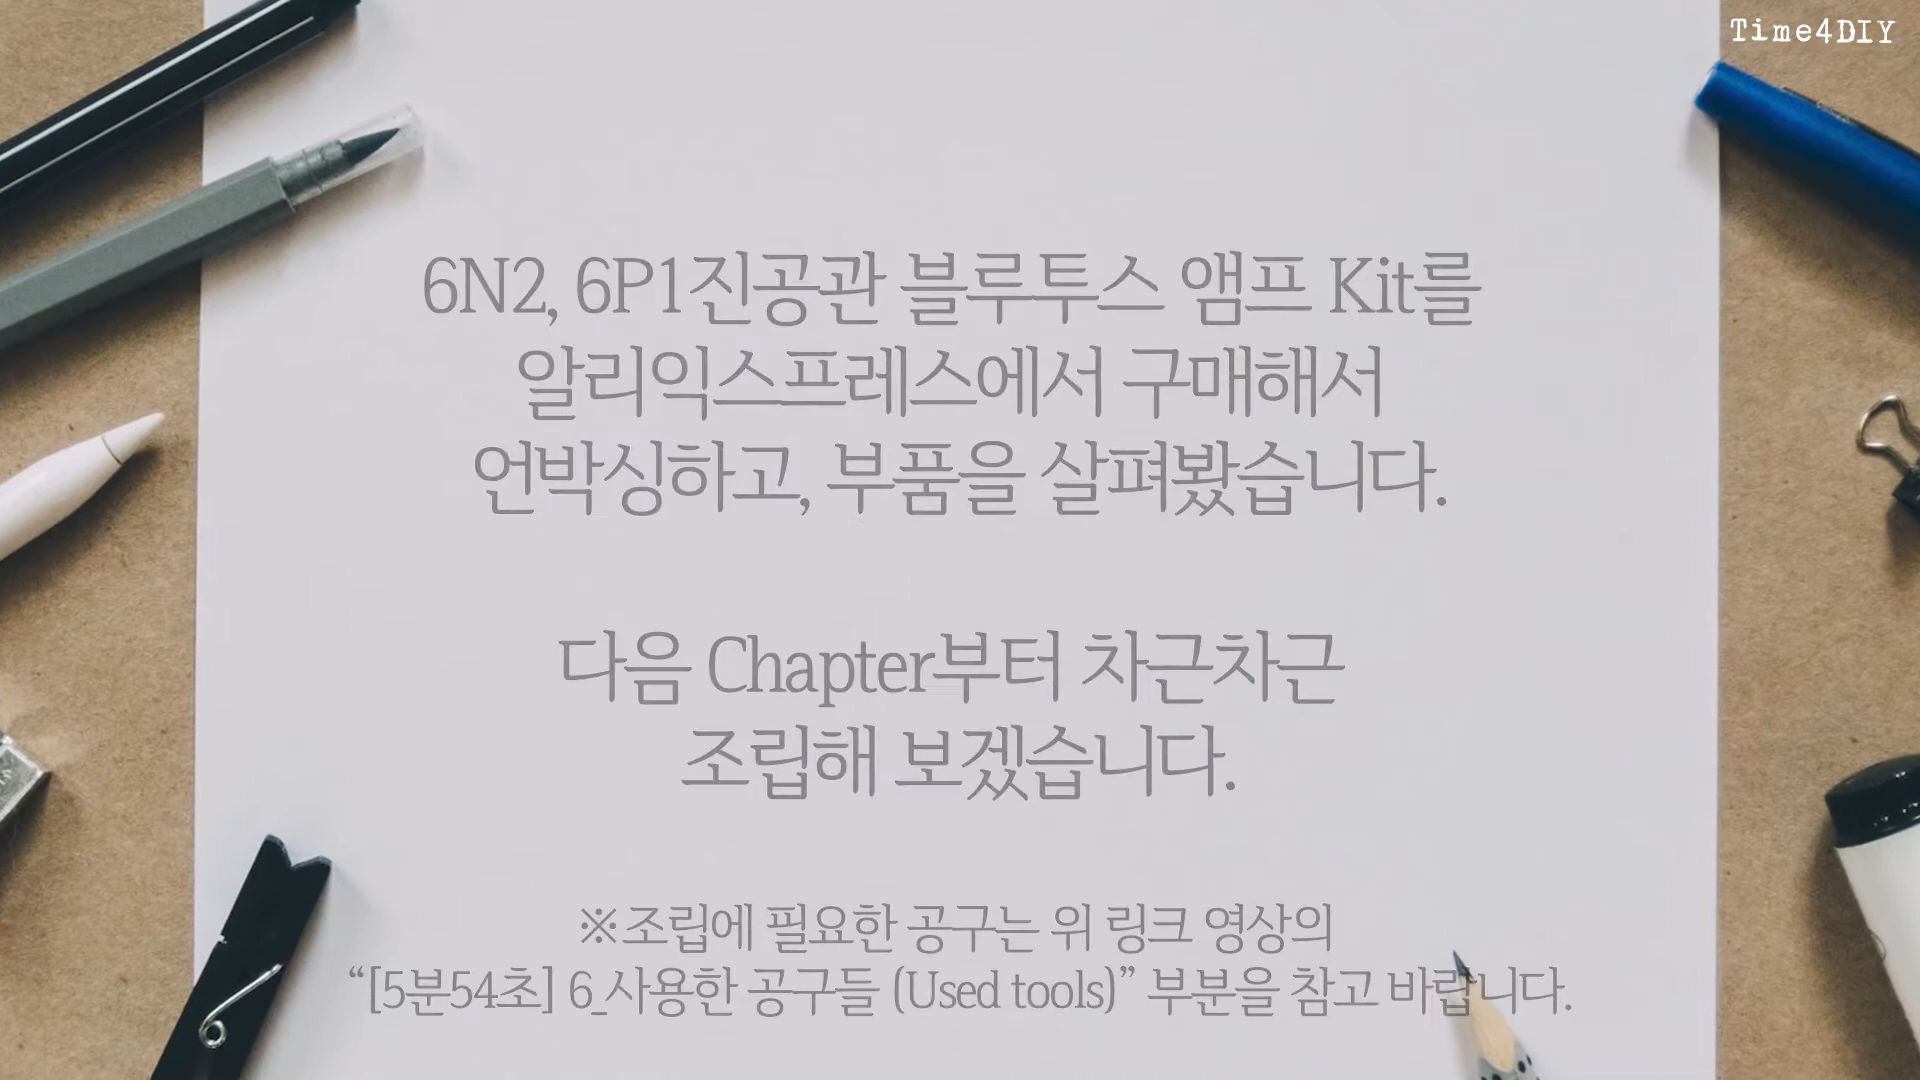 Time4DIY
6N2, 6P1진공관 블루투스 앰프 Kit를
알리익스프레스에서 구매해서
언박싱하고, 부품을 살펴봤습니다.
다음 Chapter부터 차근차근
조립해 보겠습니다.
※조립에 필요한 공구는 위 링크 영상의
“[5분54초] 6_사용한 공구들 (Used tools)” 부분을 참고 바랍니다.